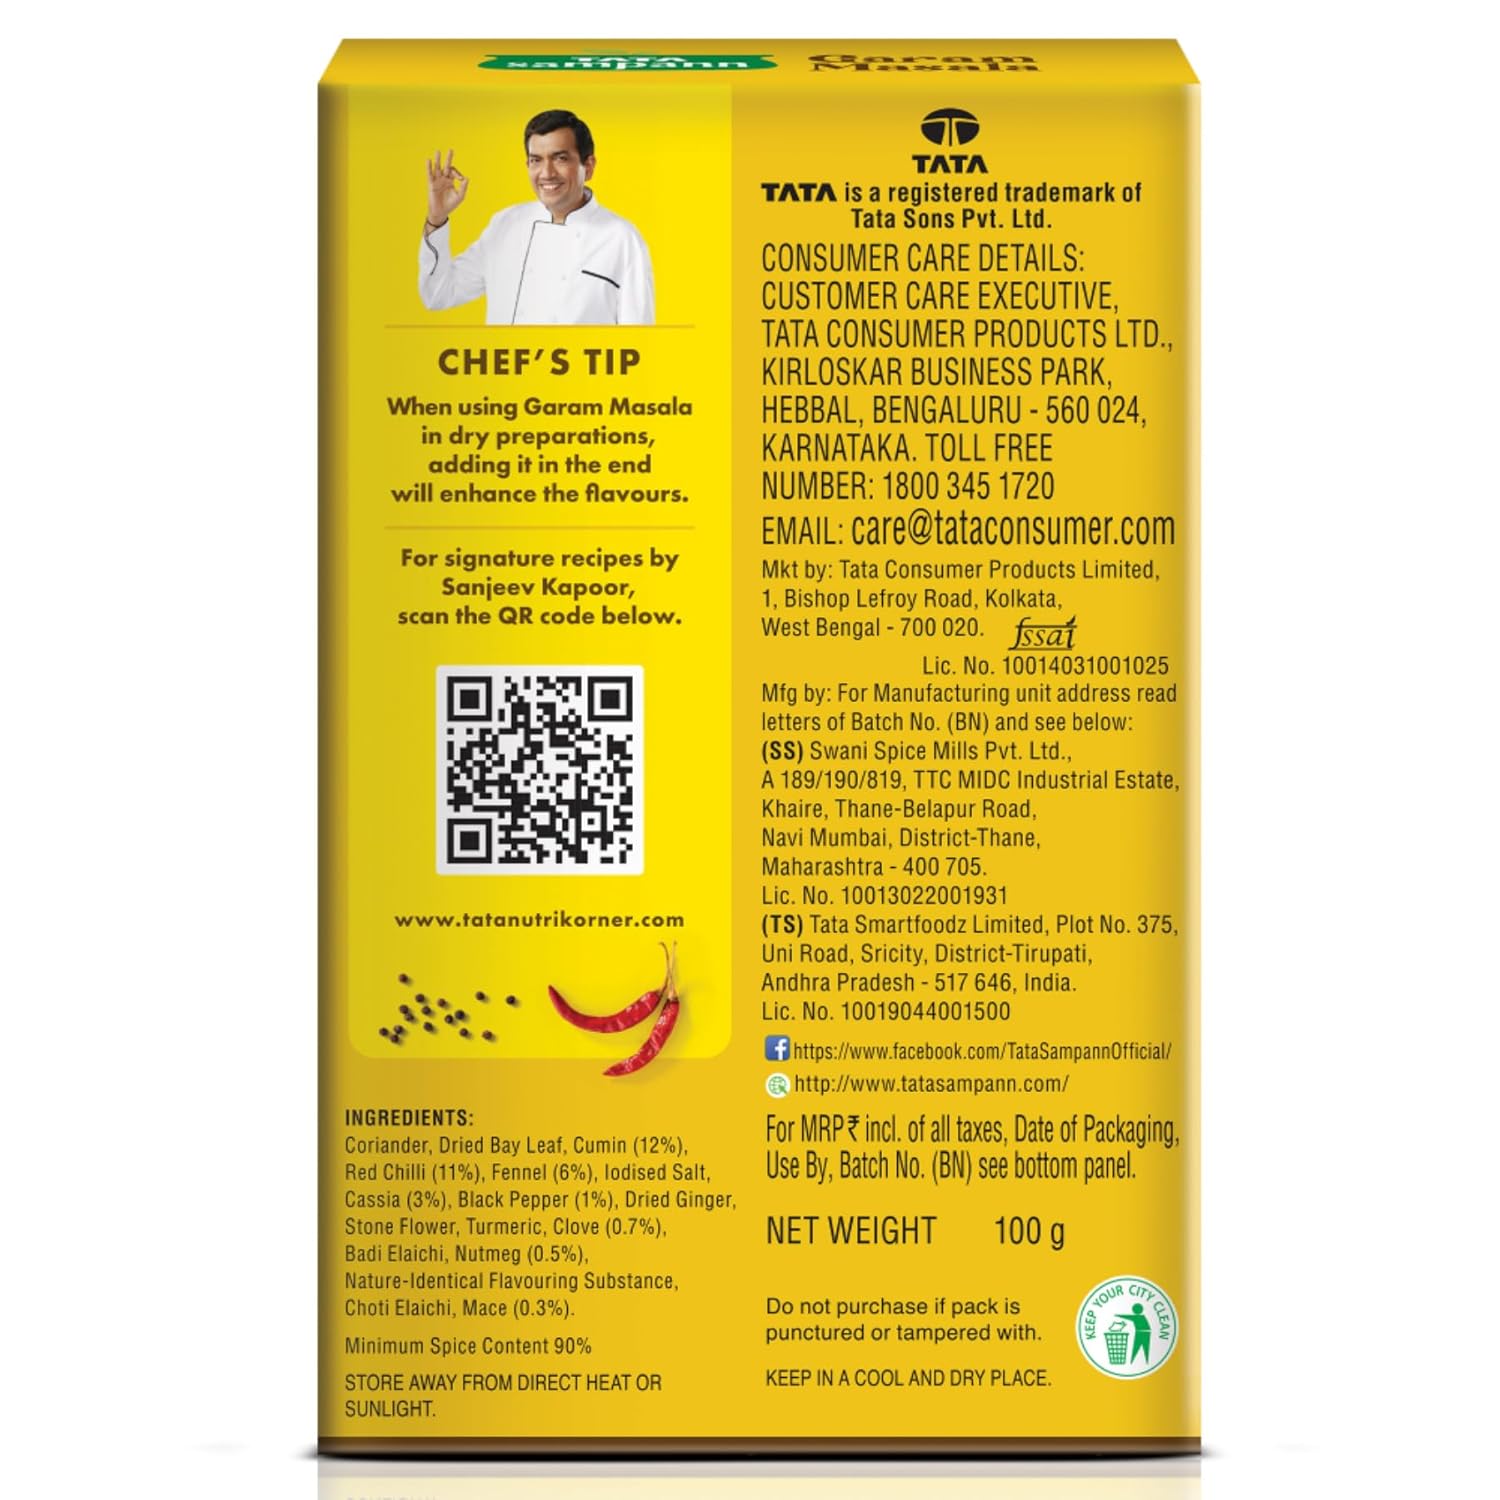 TATA
sampann
Garam
Masala
CHEF'S TIP
When using Garam Masala
in dry preparations,
adding it in the end
will enhance the flavours.
For signature recipes by
Sanjeev Kapoor,
scan the QR code below.
www.tatanutrikorner.com
INGREDIENTS:
Coriander, Dried Bay Leaf, Cumin (12%),
Red Chilli (11%), Fennel (6%), Iodised Salt,
Cassia (3%), Black Pepper (1%), Dried Ginger,
Stone Flower, Turmeric, Clove (0.7%),
Badi Elaichi, Nutmeg (0.5%),
Nature-Identical Flavouring Substance,
Choti Elaichi, Mace (0.3%).
Minimum Spice Content 90%
STORE AWAY FROM DIRECT HEAT OR
SUNLIGHT.
TATA
TATA is a registered trademark of
Tata Sons Pvt. Ltd.
CONSUMER CARE DETAILS:
CUSTOMER CARE EXECUTIVE,
TATA CONSUMER PRODUCTS LTD.,
KIRLOSKAR BUSINESS PARK,
HEBBAL, BENGALURU - 560 024,
KARNATAKA. TOLL FREE
NUMBER: 1800 345 1720
EMAIL: care@tataconsumer.com
Mkt by: Tata Consumer Products Limited,
1, Bishop Lefroy Road, Kolkata,
West Bengal - 700 020. fssai
Lic. No. 10014031001025
Mfg by: For Manufacturing unit address read
letters of Batch No. (BN) and see below:
(SS) Swani Spice Mills Pvt. Ltd.,
A 189/190/819, TTC MIDC Industrial Estate,
Khaire, Thane-Belapur Road,
Navi Mumbai, District-Thane,
Maharashtra - 400 705.
Lic. No. 10013022001931
(TS) Tata Smartfoodz Limited, Plot No. 375,
Uni Road, Sricity, District-Tirupati,
Andhra Pradesh - 517 646, India.
Lic. No. 10019044001500
https://www.facebook.com/TataSampannOfficial/
http://www.tatasampann.com/
For MRP₹ incl. of all taxes, Date of Packaging,
Use By, Batch No. (BN) see bottom panel.
NET WEIGHT 100 g
Do not purchase if pack is
punctured or tampered with.
KEEP IN A COOL AND DRY PLACE.
KEEP YOUR CITY CLEAN